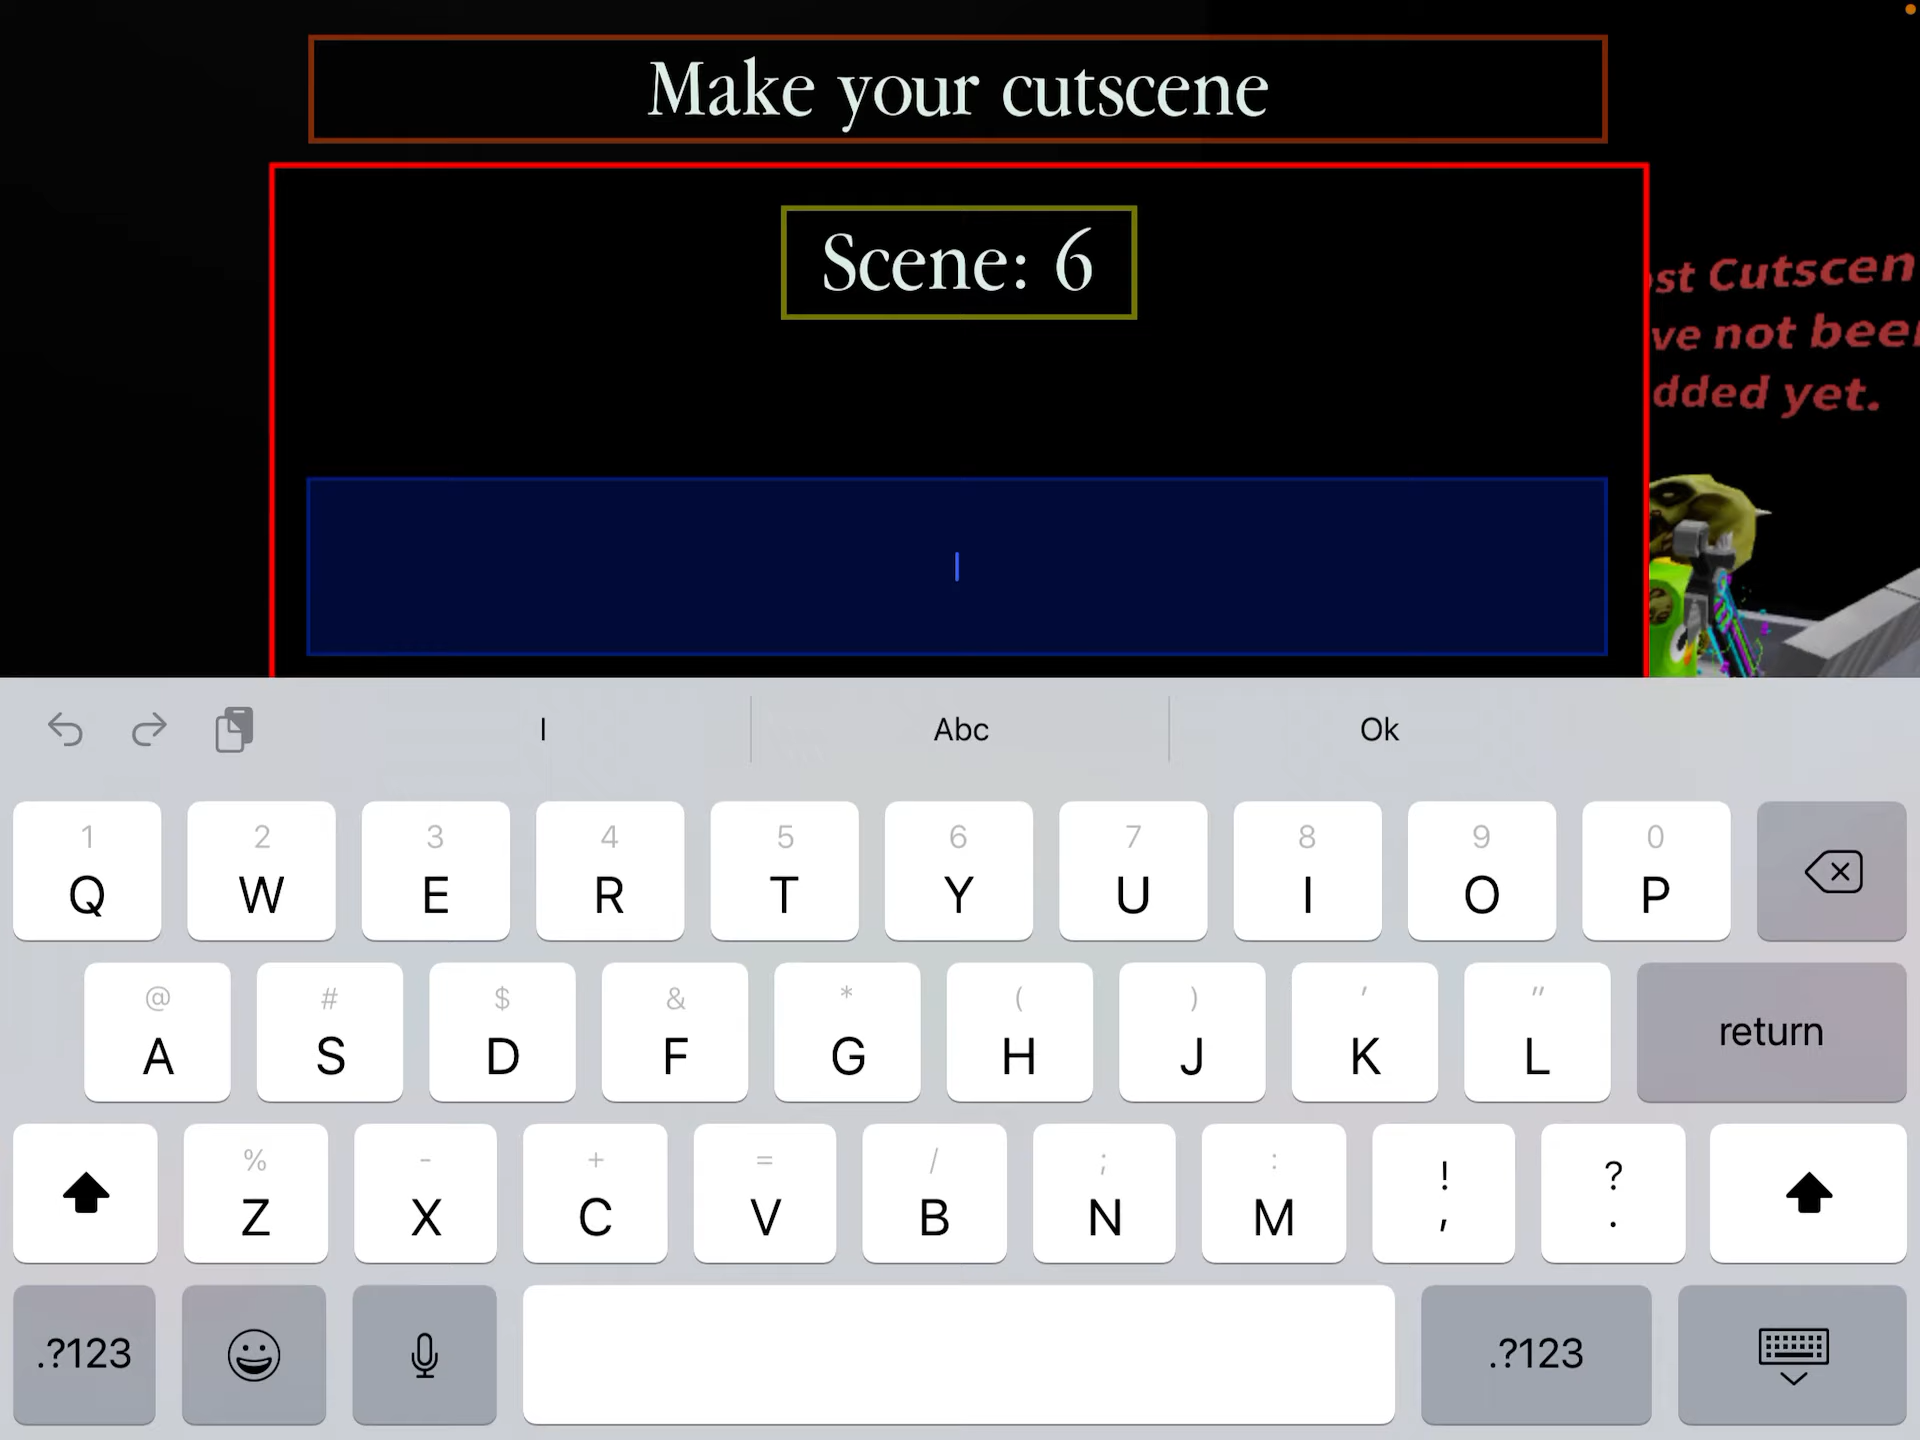 Make your cutscene
Scene: 6
st Cutscen
ve not bee
dded yet.
I
Abc
Ok
1 2 3 4 5 6 7 8 9 0
Q W E R T Y U I O P
@ # $ & * ( ) ' "
A S D F G H J K L return
% - + = / ; : ! ?
Z X C V B N M , .
.?123 .?123